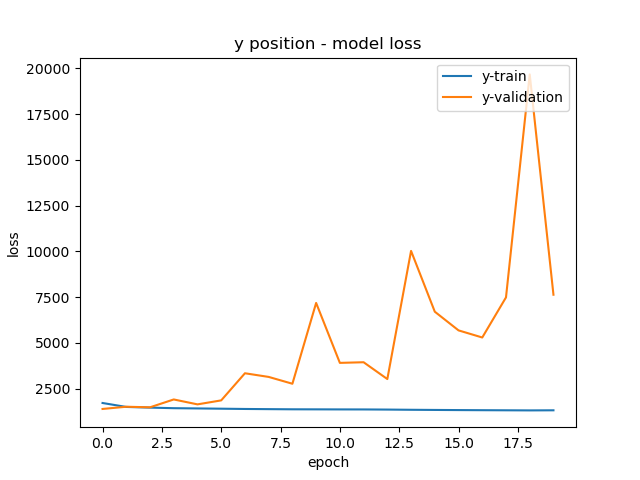 y position - model loss
20000
17500
15000
12500
10000
7500
5000
2500
loss
y-train
y-validation
0.0 2.5 5.0 7.5 10.0 12.5 15.0 17.5
epoch